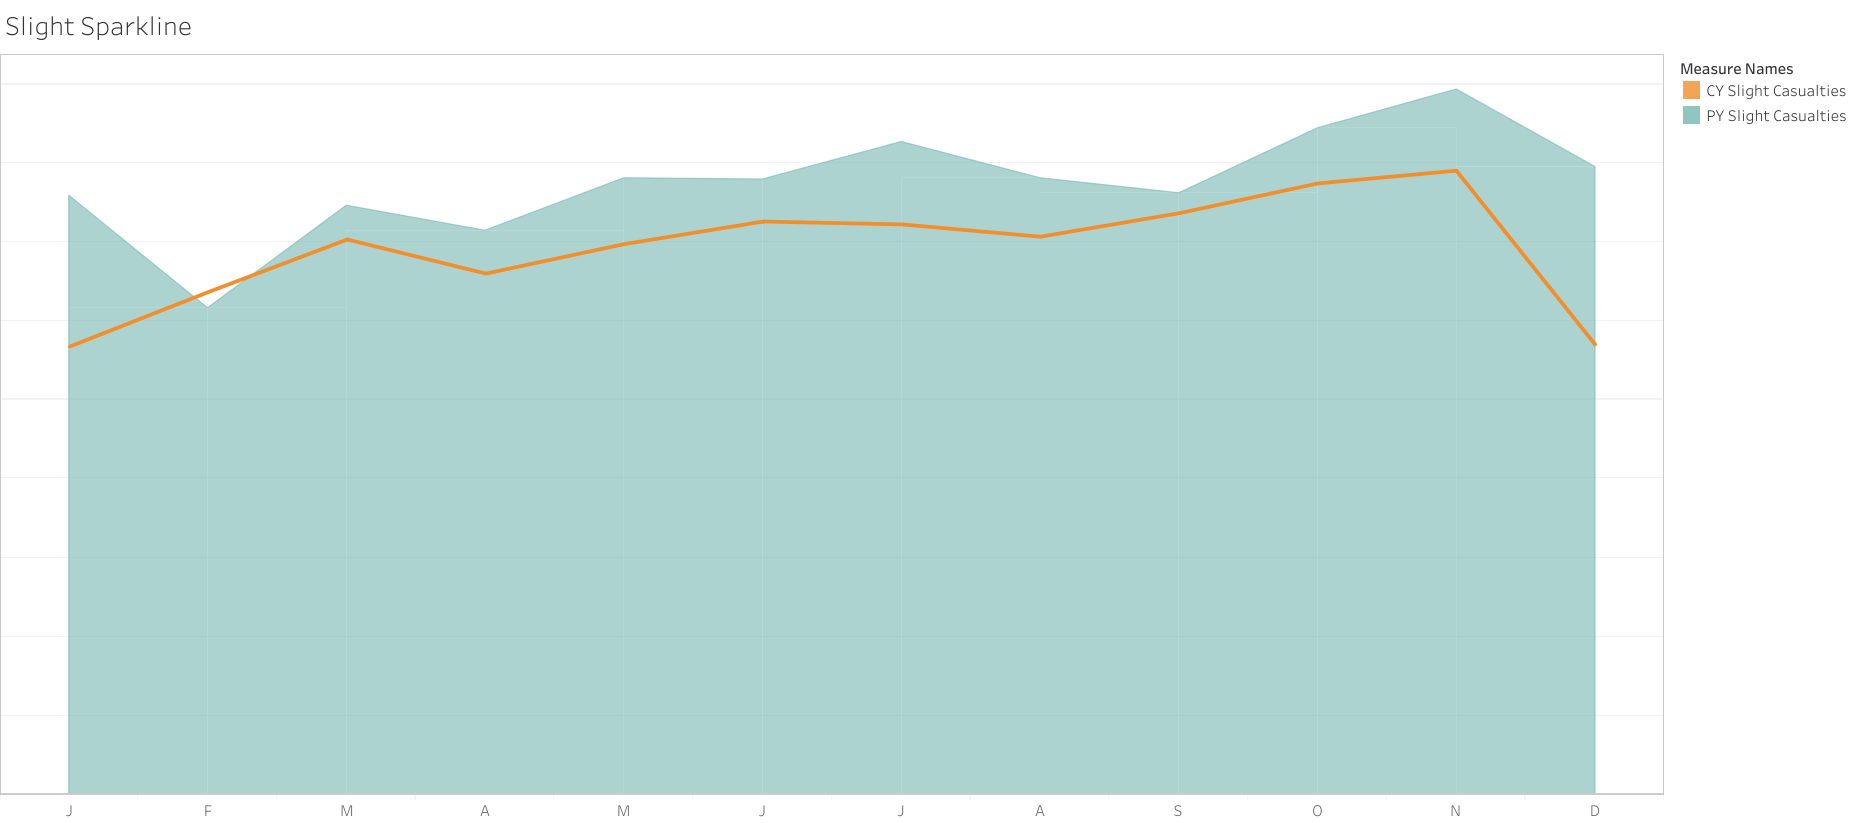 Slight Sparkline
Measure Names
CY Slight Casualties
PY Slight Casualties
J F M A M J J A S O N D